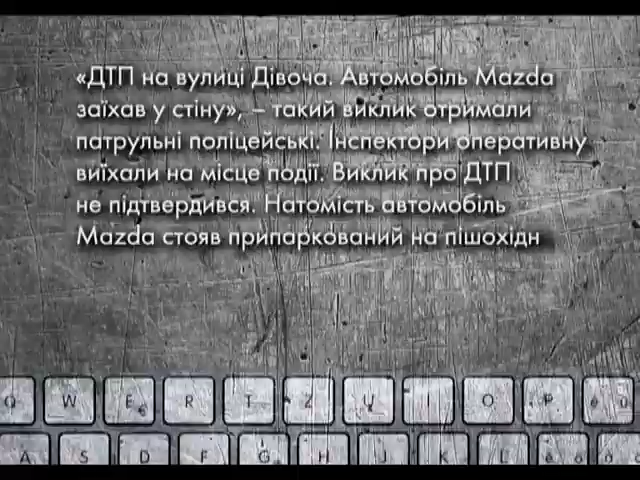 «ДТП на вулиці Дівоча. Автомобіль Mazda
заїхав у стіну», – такий виклик отримали
патрульні поліцейські. Інспектори оперативну
виїхали на місце події. Виклик про ДТП
не підтвердився. Натомість автомобіль
Mazda стояв припаркований на пішохідн
Q W E R T Z U I O P
A S D F G H J K L